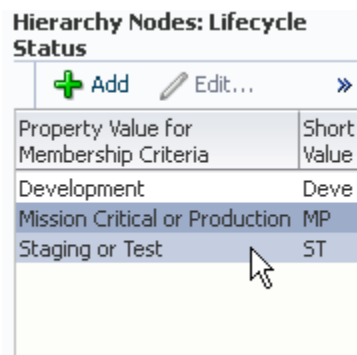 Hierarchy Nodes: Lifecycle
Status
Add Edit... »
Property Value for Short
Membership Criteria Value
Development Deve
Mission Critical or Production MP
Staging or Test ST